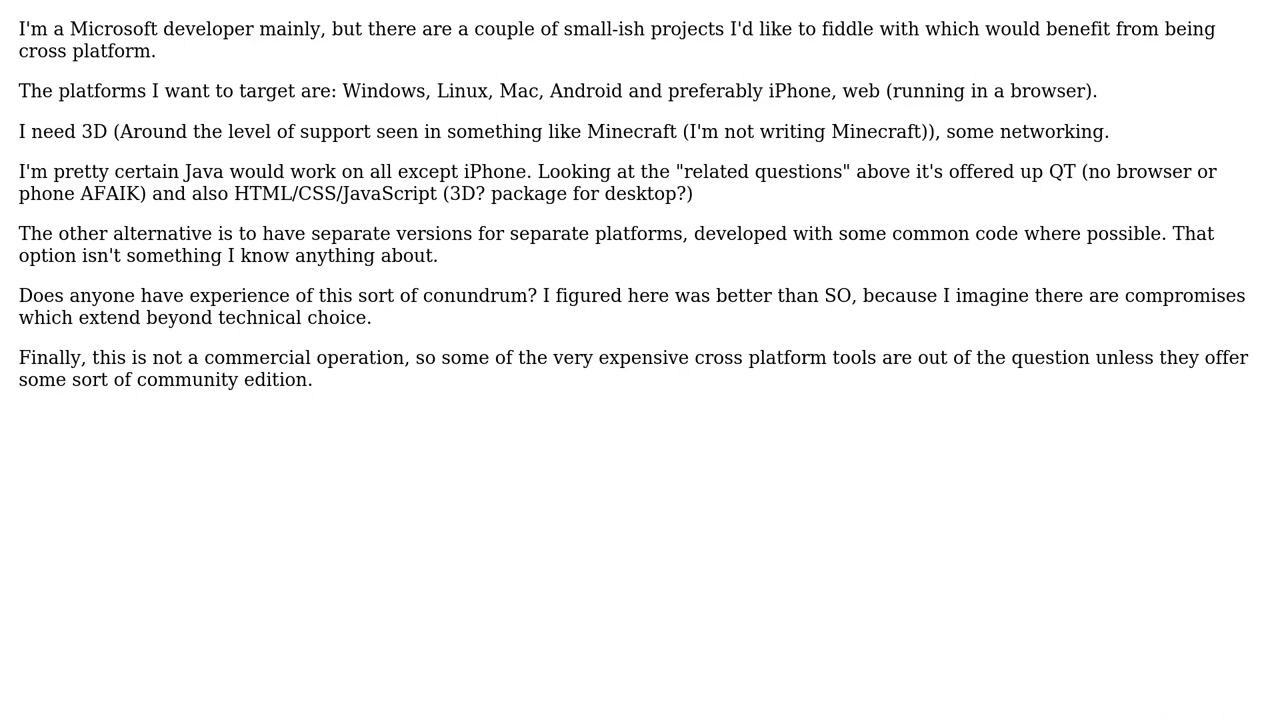 I'm a Microsoft developer mainly, but there are a couple of small-ish projects I'd like to fiddle with which would benefit from being
cross platform.
The platforms I want to target are: Windows, Linux, Mac, Android and preferably iPhone, web (running in a browser).
I need 3D (Around the level of support seen in something like Minecraft (I'm not writing Minecraft)), some networking.
I'm pretty certain Java would work on all except iPhone. Looking at the "related questions" above it's offered up QT (no browser or
phone AFAIK) and also HTML/CSS/JavaScript (3D? package for desktop?)
The other alternative is to have separate versions for separate platforms, developed with some common code where possible. That
option isn't something I know anything about.
Does anyone have experience of this sort of conundrum? I figured here was better than SO, because I imagine there are compromises
which extend beyond technical choice.
Finally, this is not a commercial operation, so some of the very expensive cross platform tools are out of the question unless they offer
some sort of community edition.